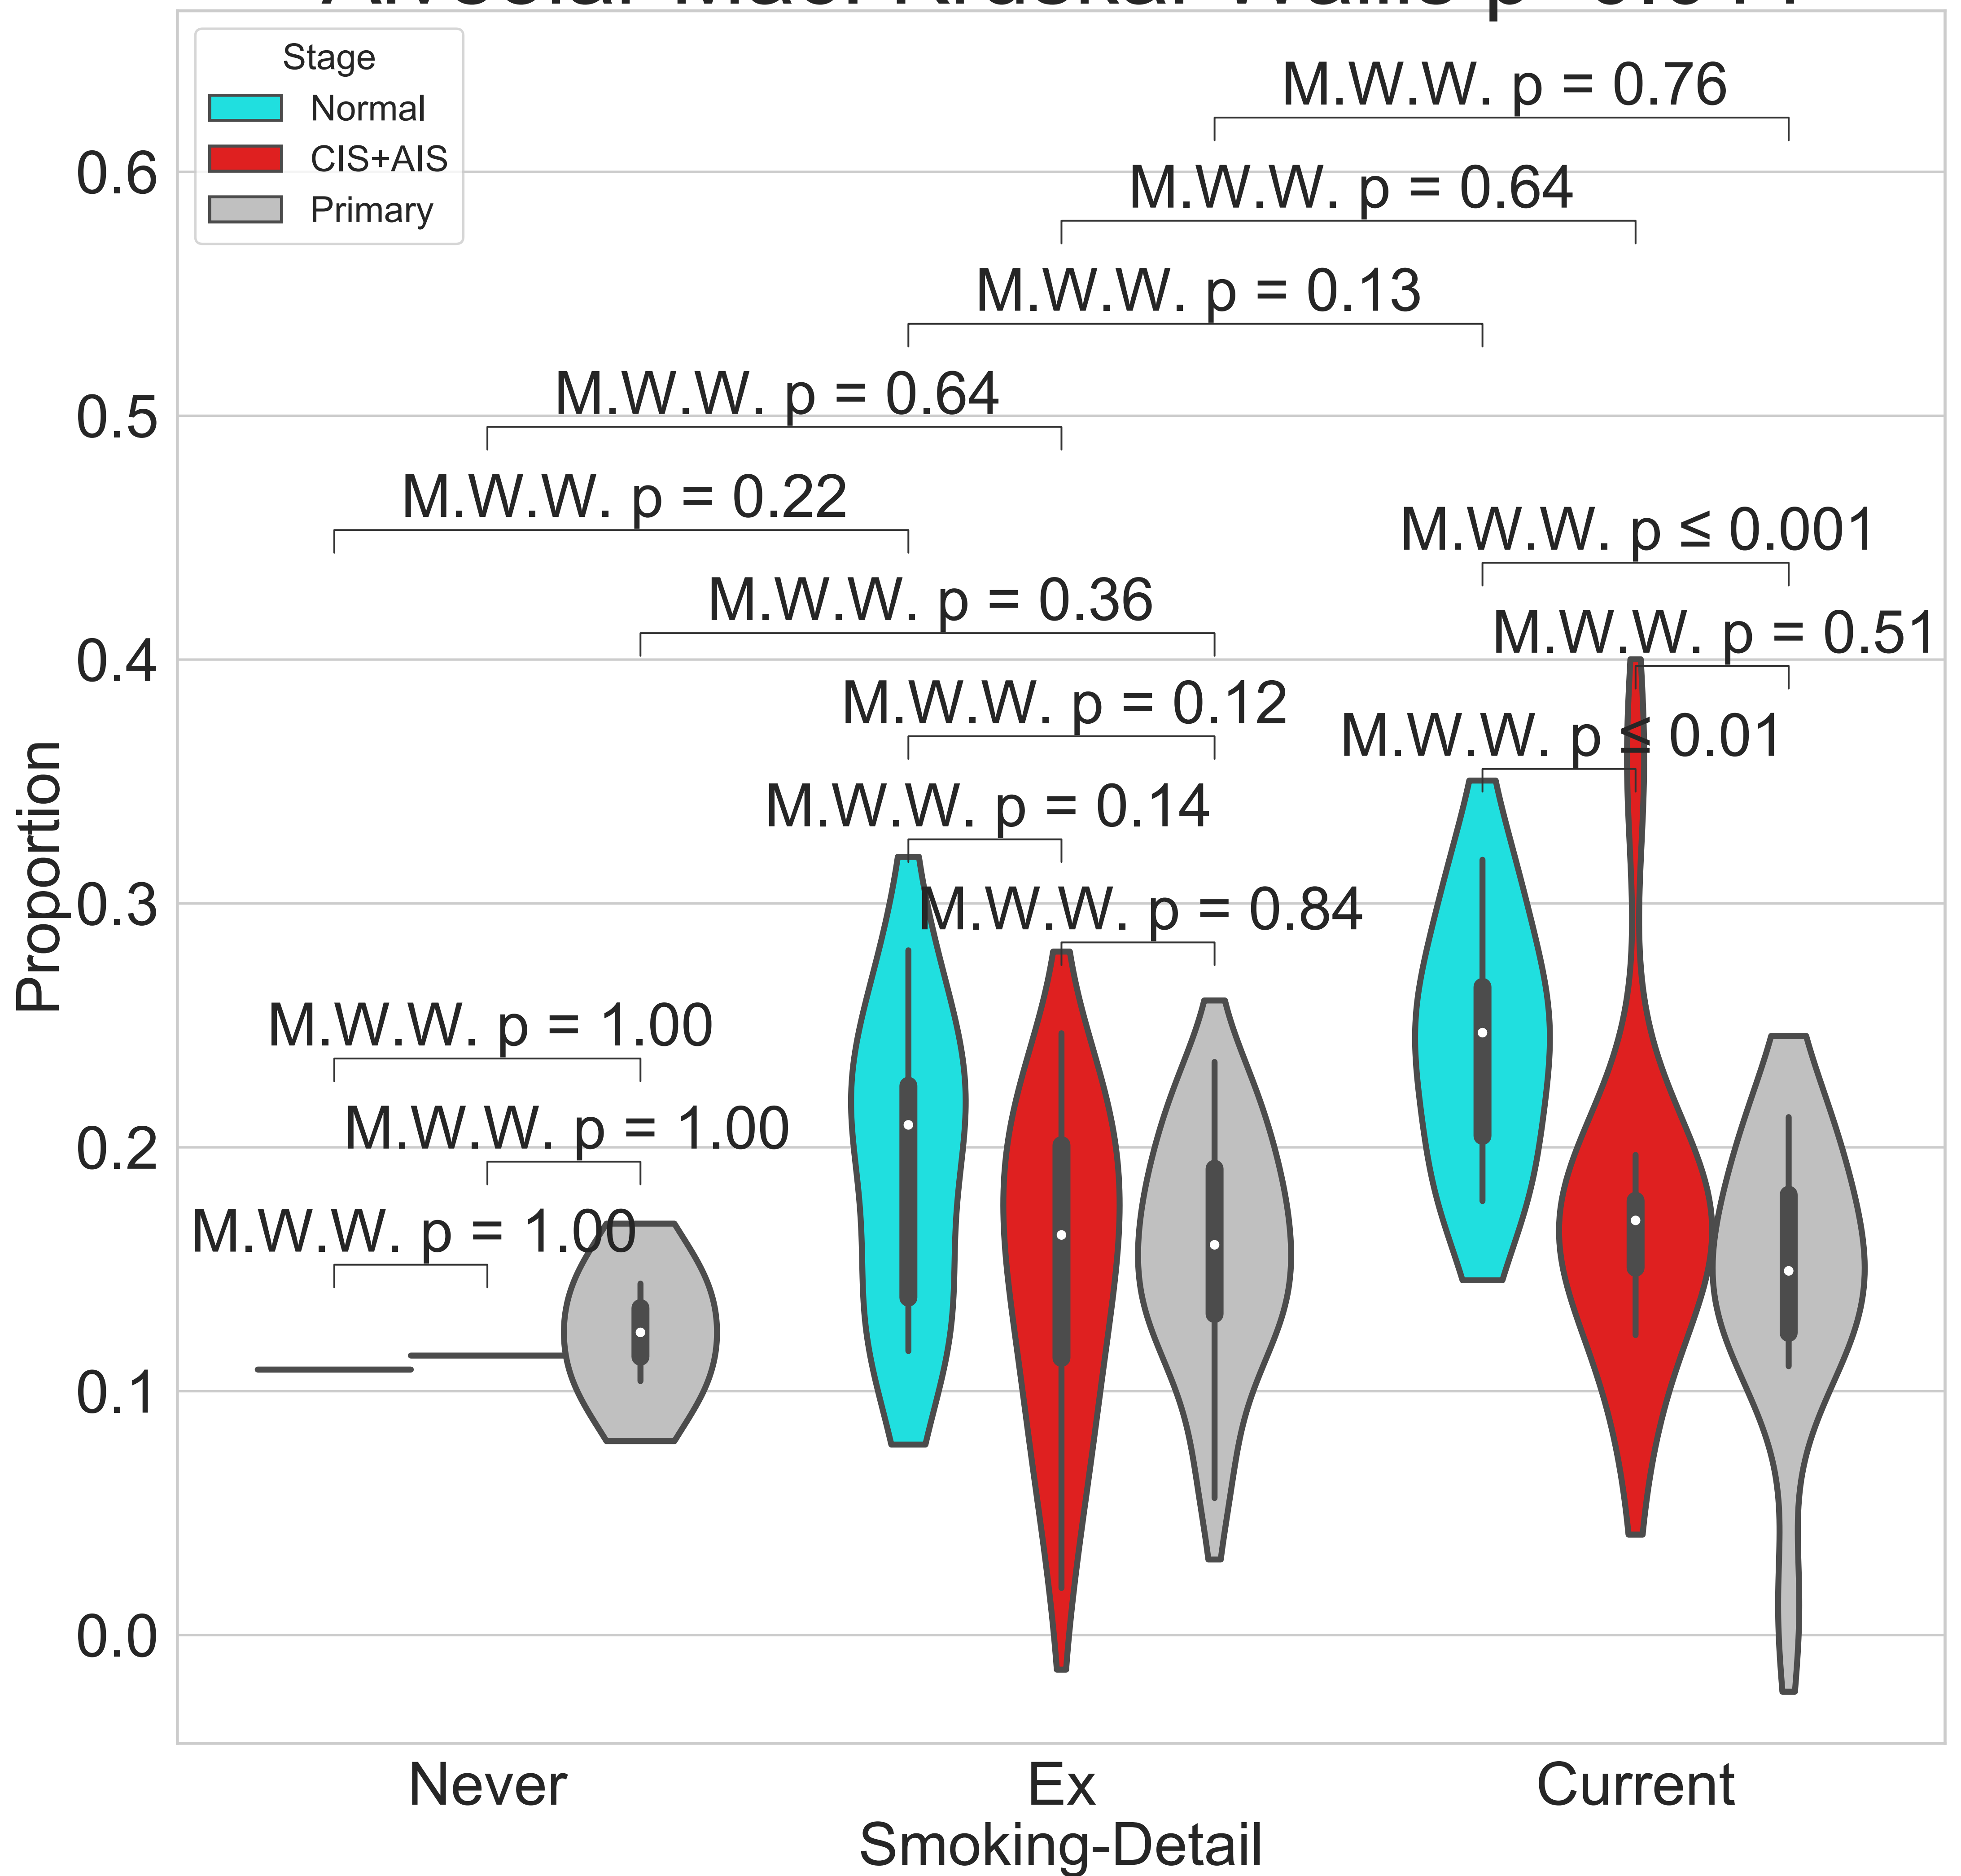 Stage
Normal
CIS+AIS
Primary
M.W.W. p = 0.76
M.W.W. p = 0.64
M.W.W. p = 0.13
M.W.W. p = 0.64
M.W.W. p = 0.22
M.W.W. p ≤ 0.001
M.W.W. p = 0.36
M.W.W. p = 0.51
M.W.W. p = 0.12
M.W.W. p ≤ 0.01
M.W.W. p = 0.14
M.W.W. p = 0.84
M.W.W. p = 1.00
M.W.W. p = 1.00
M.W.W. p = 1.00
0.6
0.5
0.4
0.3
0.2
0.1
0.0
Proportion
Never
Ex
Current
Smoking-Detail